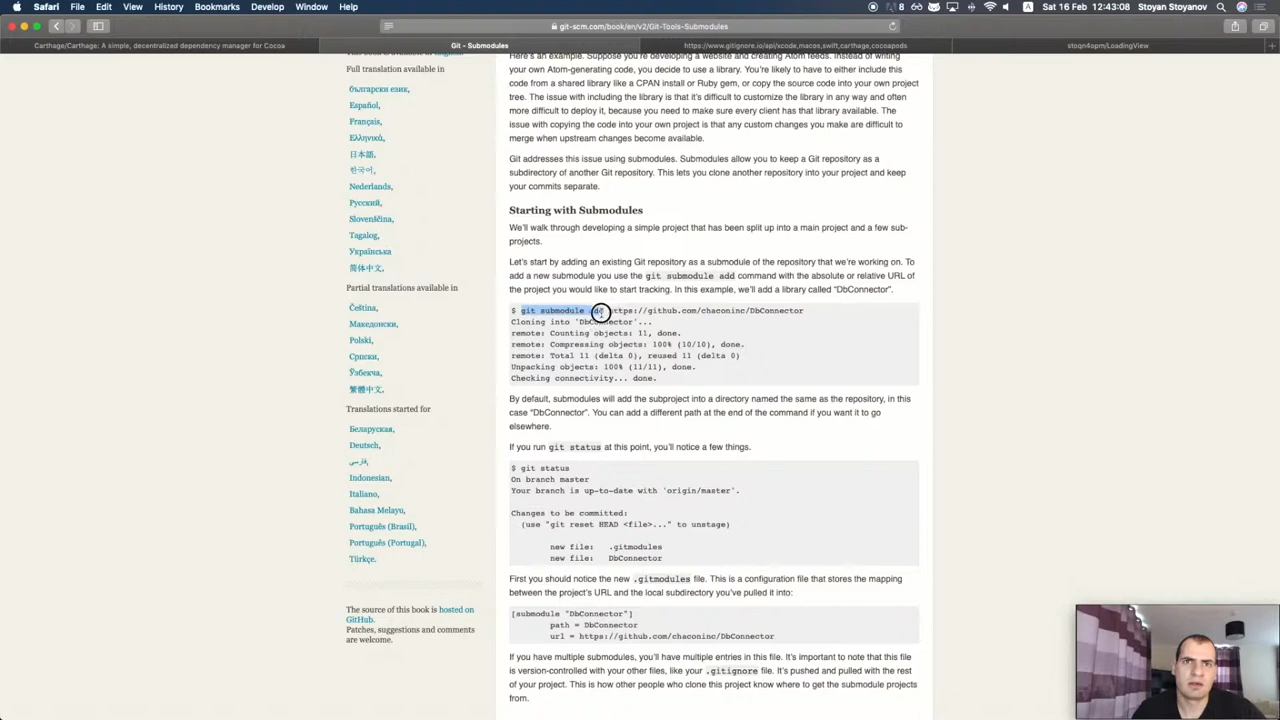 Safari File Edit View History Bookmarks Develop Window Help
8 Sat 25 Jan 14:43:08 Stoyan Stoyanov
git-scm.com/book/en/v2/Git-Tools-Submodules
Carthage/Carthage: A simple, decentralized dependency manager for Cocoa
Git - Submodules
https://www.gitignore.io/api/xcode,macos,swift,carthage,cocoapods
stoqn4opm/LoadingView
Full translation available in
български език,
Español,
Français,
Ελληνικά,
日本語,
한국어,
Nederlands,
Русский,
Slovenščina,
Tagalog,
Українська
简体中文,
Partial translations available in
Čeština,
Македонски,
Polski,
Српски,
Ўзбекча,
繁體中文,
Translations started for
Беларуская,
Deutsch,
فارسی,
Indonesian,
Italiano,
Bahasa Melayu,
Português (Brasil),
Português (Portugal),
Türkçe.
The source of this book is hosted on
GitHub.
Patches, suggestions and comments
are welcome.
Here's an example. Suppose you're developing a website and creating Atom feeds. Instead of writing
your own Atom-generating code, you decide to use a library. You're likely to have to either include this
code from a shared library like a CPAN install or Ruby gem, or copy the source code into your own project
tree. The issue with including the library is that it's difficult to customize the library in any way and often
more difficult to deploy it, because you need to make sure every client has that library available. The
issue with copying the code into your own project is that any custom changes you make are difficult to
merge when upstream changes become available.
Git addresses this issue using submodules. Submodules allow you to keep a Git repository as a
subdirectory of another Git repository. This lets you clone another repository into your project and keep
your commits separate.
Starting with Submodules
We'll walk through developing a simple project that has been split up into a main project and a few sub-
projects.
Let's start by adding an existing Git repository as a submodule of the repository that we're working on. To
add a new submodule you use the git submodule add command with the absolute or relative URL of
the project you would like to start tracking. In this example, we'll add a library called "DbConnector".
$ git submodule add https://github.com/chaconinc/DbConnector
Cloning into 'DbConnector'...
remote: Counting objects: 11, done.
remote: Compressing objects: 100% (10/10), done.
remote: Total 11 (delta 0), reused 11 (delta 0)
Unpacking objects: 100% (11/11), done.
Checking connectivity... done.
By default, submodules will add the subproject into a directory named the same as the repository, in this
case "DbConnector". You can add a different path at the end of the command if you want it to go
elsewhere.
If you run git status at this point, you'll notice a few things.
$ git status
On branch master
Your branch is up-to-date with 'origin/master'.
Changes to be committed:
(use "git reset HEAD <file>..." to unstage)
new file: .gitmodules
new file: DbConnector
First you should notice the new .gitmodules file. This is a configuration file that stores the mapping
between the project's URL and the local subdirectory you've pulled it into:
[submodule "DbConnector"]
path = DbConnector
url = https://github.com/chaconinc/DbConnector
If you have multiple submodules, you'll have multiple entries in this file. It's important to note that this file
is version-controlled with your other files, like your .gitignore file. It's pushed and pulled with the rest
of your project. This is how other people who clone this project know where to get the submodule projects
from.